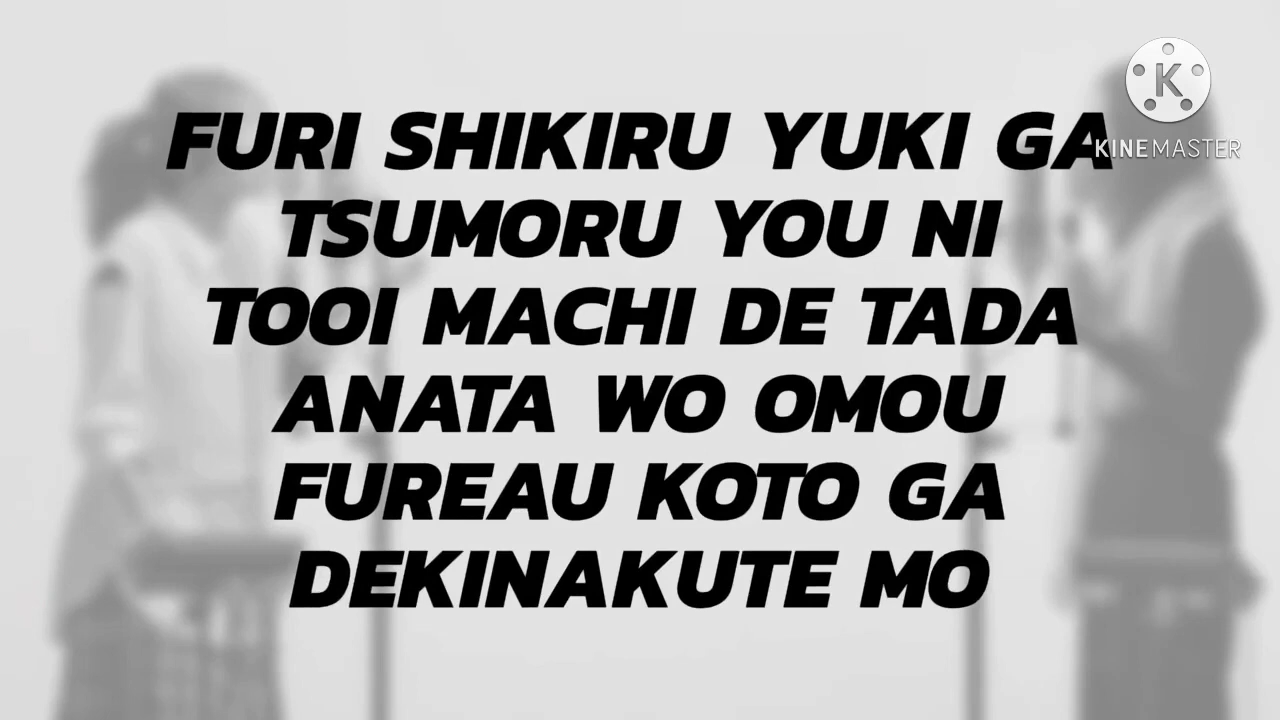 FURI SHIKIRU YUKI GA
TSUMORU YOU NI
TOOI MACHI DE TADA
ANATA WO OMOU
FUREAU KOTO GA
DEKINAKUTE MO
K
KINEMASTER